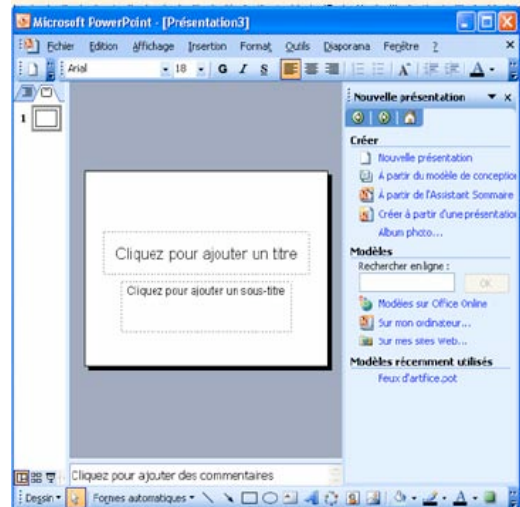 Microsoft PowerPoint - [Présentation3]
Fichier Edition Affichage Insertion Format Outils Diaporama Fenêtre ?
Arial 18 G I S A A
Nouvelle présentation
1
Créer
Nouvelle présentation
À partir du modèle de conception
À partir de l'Assistant Sommaire
Créer à partir d'une présentation
Album photo...
Modèles
Rechercher en ligne :
OK
Modèles sur Office Online
Sur mon ordinateur...
Sur mes sites Web...
Modèles récemment utilisés
Feux d'artifice.pot
Cliquez pour ajouter un titre
Cliquez pour ajouter un sous-titre
Cliquez pour ajouter des commentaires
Dessin Formes automatiques A